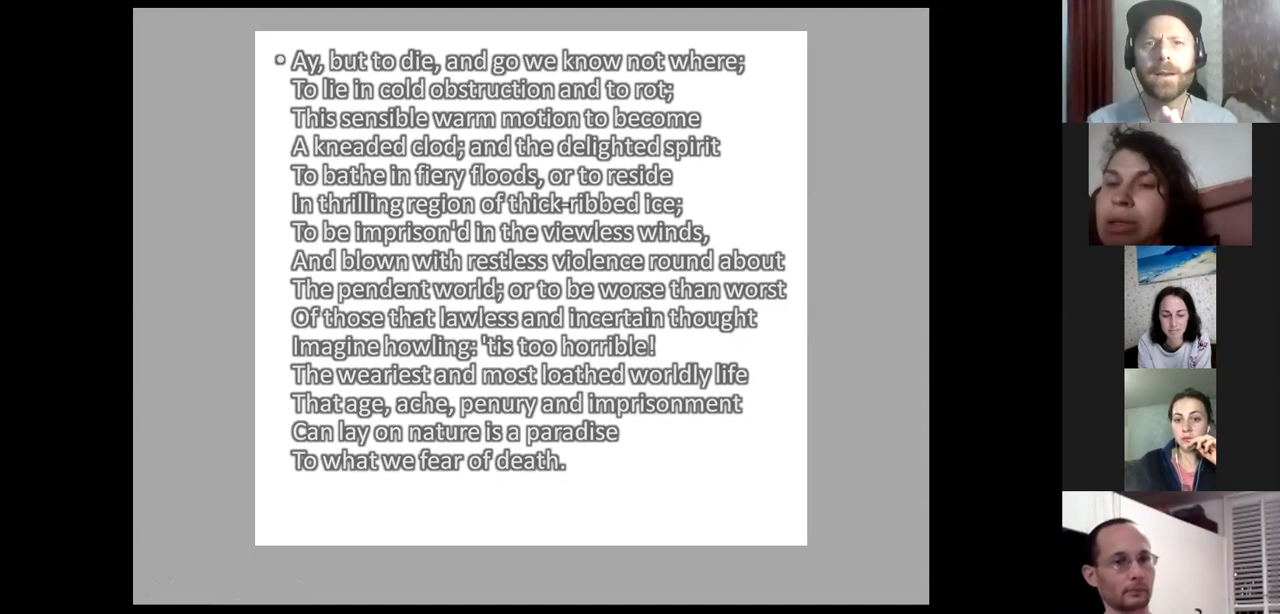 • Ay, but to die, and go we know not where;
To lie in cold obstruction and to rot;
This sensible warm motion to become
A kneaded clod; and the delighted spirit
To bathe in fiery floods, or to reside
In thrilling region of thick-ribbed ice;
To be imprison'd in the viewless winds,
And blown with restless violence round about
The pendent world; or to be worse than worst
Of those that lawless and incertain thought
Imagine howling: 'tis too horrible!
The weariest and most loathed worldly life
That age, ache, penury and imprisonment
Can lay on nature is a paradise
To what we fear of death.